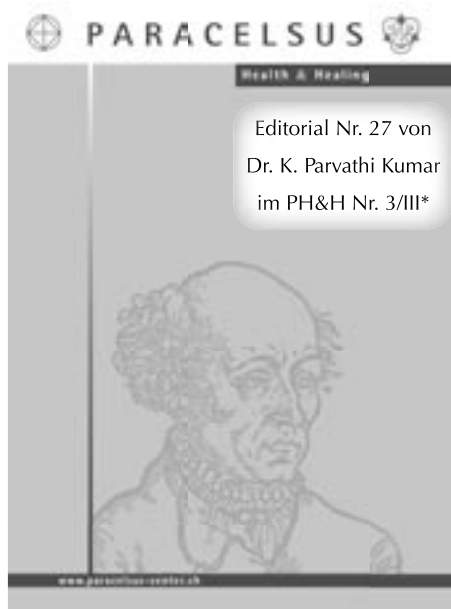 PARACELSUS
Health & Healing
Editorial Nr. 27 von
Dr. K. Parvathi Kumar
im PH&H Nr. 3/III*
www.paracelsus-center.ch